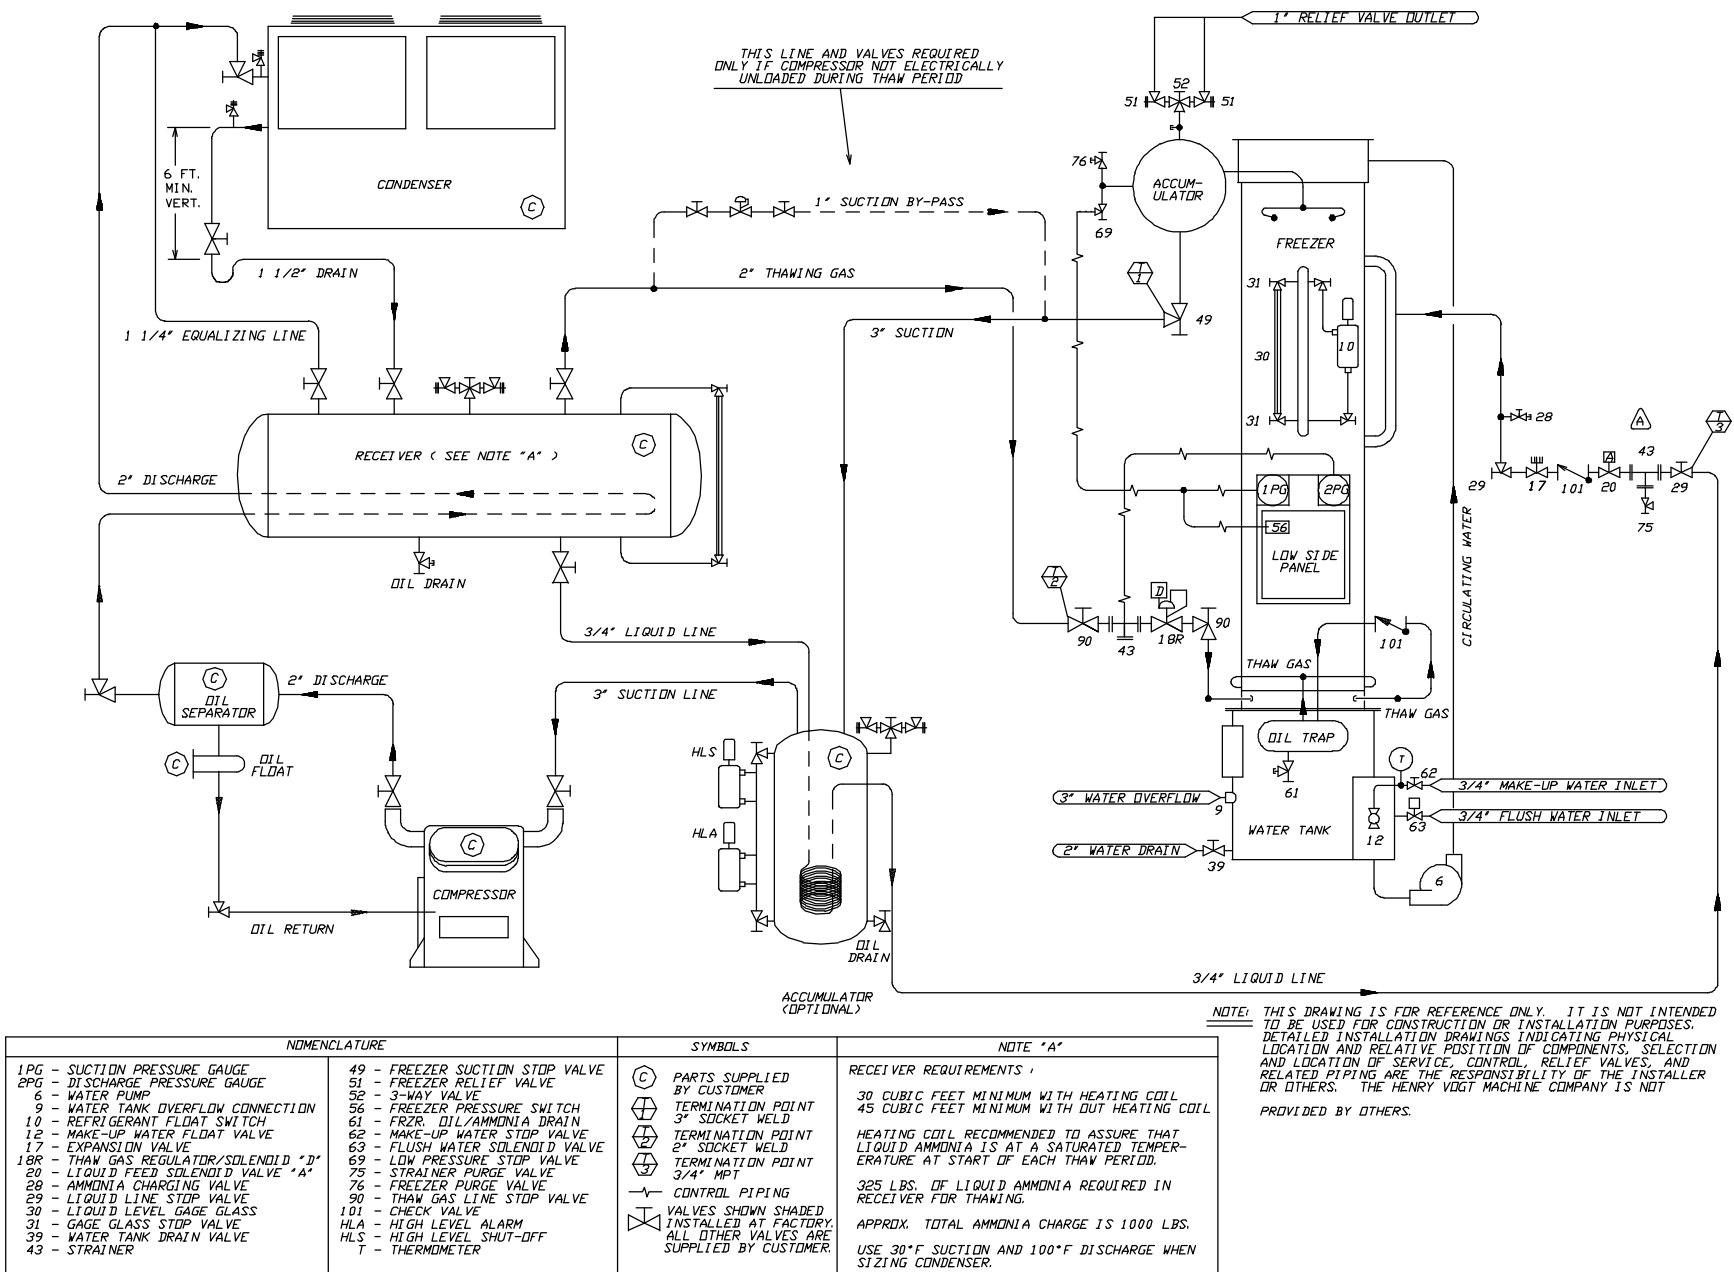 1" RELIEF VALVE OUTLET
THIS LINE AND VALVES REQUIRED
ONLY IF COMPRESSOR NOT ELECTRICALLY
UNLOADED DURING THAW PERIOD
52
51
51
6 FT.
MIN.
VERT.
CONDENSER
C
76
ACCUM-
ULATOR
1" SUCTION BY-PASS
69
FREEZER
1 1/2" DRAIN
2" THAWING GAS
T
1
31
31
1 1/4" EQUALIZING LINE
3" SUCTION
49
30
10
31
28
A
T
3
C
RECEIVER ( SEE NOTE "A" )
2" DISCHARGE
43
A
29
17
101
20
29
1PG
2PG
75
56
CIRCULATING WATER
LOW SIDE
PANEL
OIL DRAIN
T
2
D
3/4" LIQUID LINE
90
43
18R
90
101
C
OIL
SEPARATOR
2" DISCHARGE
3" SUCTION LINE
THAW GAS
THAW GAS
OIL TRAP
C
OIL
FLOAT
HLS
C
T
62
3/4" MAKE-UP WATER INLET
61
3" WATER OVERFLOW
9
63
3/4" FLUSH WATER INLET
HLA
WATER TANK
12
C
2" WATER DRAIN
39
COMPRESSOR
6
OIL RETURN
OIL
DRAIN
3/4" LIQUID LINE
ACCUMULATOR
(OPTIONAL)
NOTE: THIS DRAWING IS FOR REFERENCE ONLY. IT IS NOT INTENDED
TO BE USED FOR CONSTRUCTION OR INSTALLATION PURPOSES.
DETAILED INSTALLATION DRAWINGS INDICATING PHYSICAL
LOCATION AND RELATIVE POSITION OF COMPONENTS, SELECTION
AND LOCATION OF SERVICE, CONTROL, RELIEF VALVES, AND
RELATED PIPING ARE THE RESPONSIBILITY OF THE INSTALLER
OR OTHERS. THE HENRY VOGT MACHINE COMPANY IS NOT
PROVIDED BY OTHERS.
NOMENCLATURE
1PG - SUCTION PRESSURE GAUGE
2PG - DISCHARGE PRESSURE GAUGE
6 - WATER PUMP
9 - WATER TANK OVERFLOW CONNECTION
10 - REFRIGERANT FLOAT SWITCH
12 - MAKE-UP WATER FLOAT VALVE
17 - EXPANSION VALVE
18R - THAW GAS REGULATOR/SOLENOID "D"
20 - LIQUID FEED SOLENOID VALVE "A"
28 - AMMONIA CHARGING VALVE
29 - LIQUID LINE STOP VALVE
30 - LIQUID LEVEL GAGE GLASS
31 - GAGE GLASS STOP VALVE
39 - WATER TANK DRAIN VALVE
43 - STRAINER
49 - FREEZER SUCTION STOP VALVE
51 - FREEZER RELIEF VALVE
52 - 3-WAY VALVE
56 - FREEZER PRESSURE SWITCH
61 - FRZR. OIL/AMMONIA DRAIN
62 - MAKE-UP WATER STOP VALVE
63 - FLUSH WATER SOLENOID VALVE
69 - LOW PRESSURE STOP VALVE
75 - STRAINER PURGE VALVE
76 - FREEZER PURGE VALVE
90 - THAW GAS LINE STOP VALVE
101 - CHECK VALVE
HLA - HIGH LEVEL ALARM
HLS - HIGH LEVEL SHUT-OFF
T - THERMOMETER
SYMBOLS
C PARTS SUPPLIED
BY CUSTOMER
T 1 TERMINATION POINT
3" SOCKET WELD
T 2 TERMINATION POINT
2" SOCKET WELD
T 3 TERMINATION POINT
3/4" MPT
CONTROL PIPING
VALVES SHOWN SHADED
INSTALLED AT FACTORY.
ALL OTHER VALVES ARE
SUPPLIED BY CUSTOMER.
NOTE "A"
RECEIVER REQUIREMENTS :
30 CUBIC FEET MINIMUM WITH HEATING COIL
45 CUBIC FEET MINIMUM WITH OUT HEATING COIL
HEATING COIL RECOMMENDED TO ASSURE THAT
LIQUID AMMONIA IS AT A SATURATED TEMPER-
ERATURE AT START OF EACH THAW PERIOD.
325 LBS. OF LIQUID AMMONIA REQUIRED IN
RECEIVER FOR THAWING.
APPROX. TOTAL AMMONIA CHARGE IS 1000 LBS.
USE 30°F SUCTION AND 100°F DISCHARGE WHEN
SIZING CONDENSER.